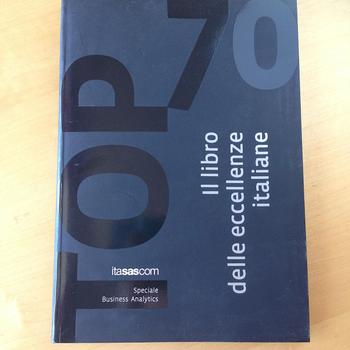 TOP
70
Il libro
delle eccellenze
italiane
itasascom
Speciale
Business Analytics